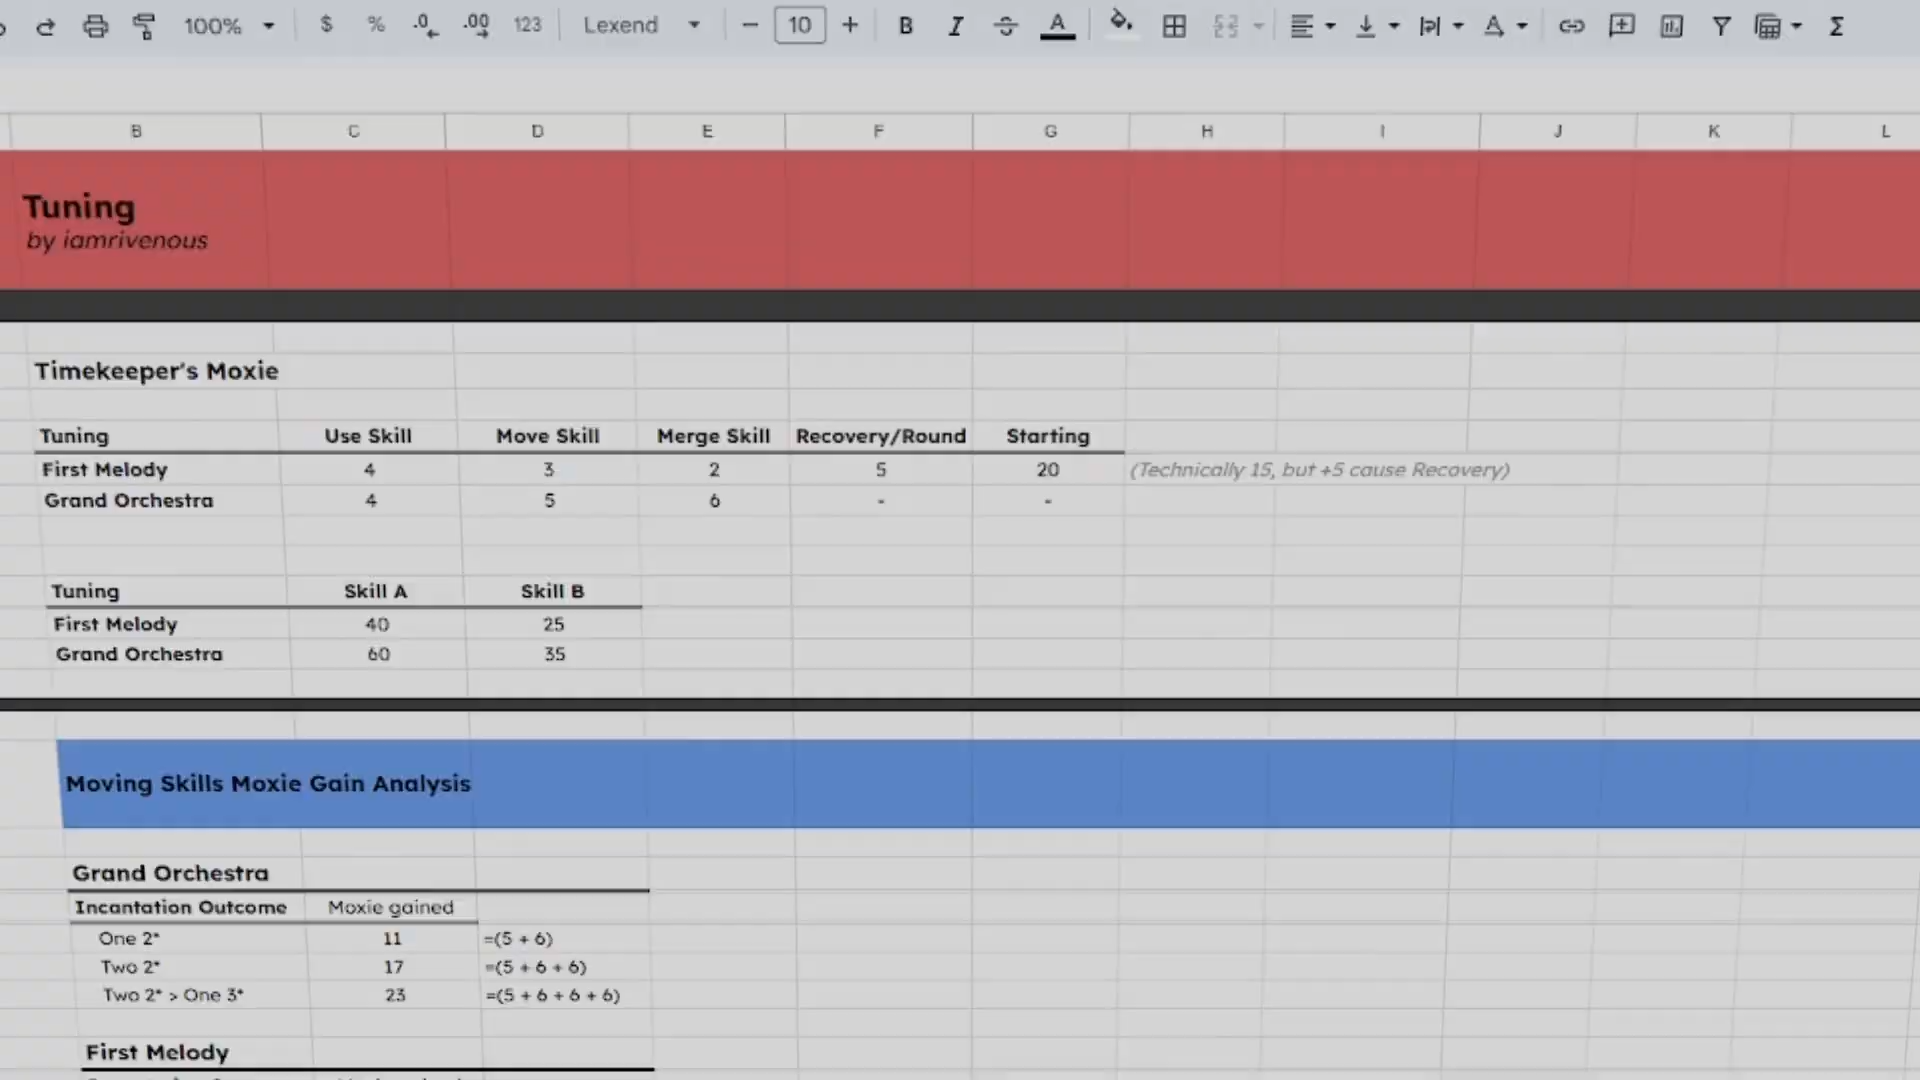 100% $ % .0 .00 123 Lexend - 10 + B I A A Σ
B C D E F G H I J K L
Tuning
by iamrivenous
Timekeeper's Moxie
Tuning Use Skill Move Skill Merge Skill Recovery/Round Starting
First Melody 4 3 2 5 20 (Technically 15, but +5 cause Recovery)
Grand Orchestra 4 5 6 - -
Tuning Skill A Skill B
First Melody 40 25
Grand Orchestra 60 35
Moving Skills Moxie Gain Analysis
Grand Orchestra
Incantation Outcome Moxie gained
One 2* 11 =(5 + 6)
Two 2* 17 =(5 + 6 + 6)
Two 2* > One 3* 23 =(5 + 6 + 6 + 6)
First Melody